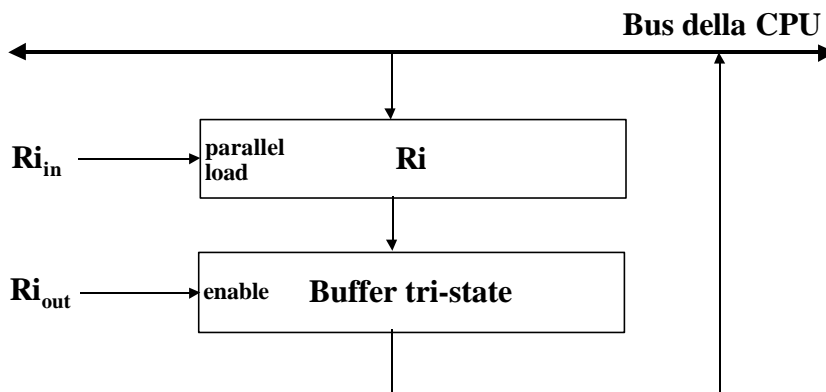 Bus della CPU
parallel
load
Ri
Ri_in
Buffer tri-state
enable
Ri_out